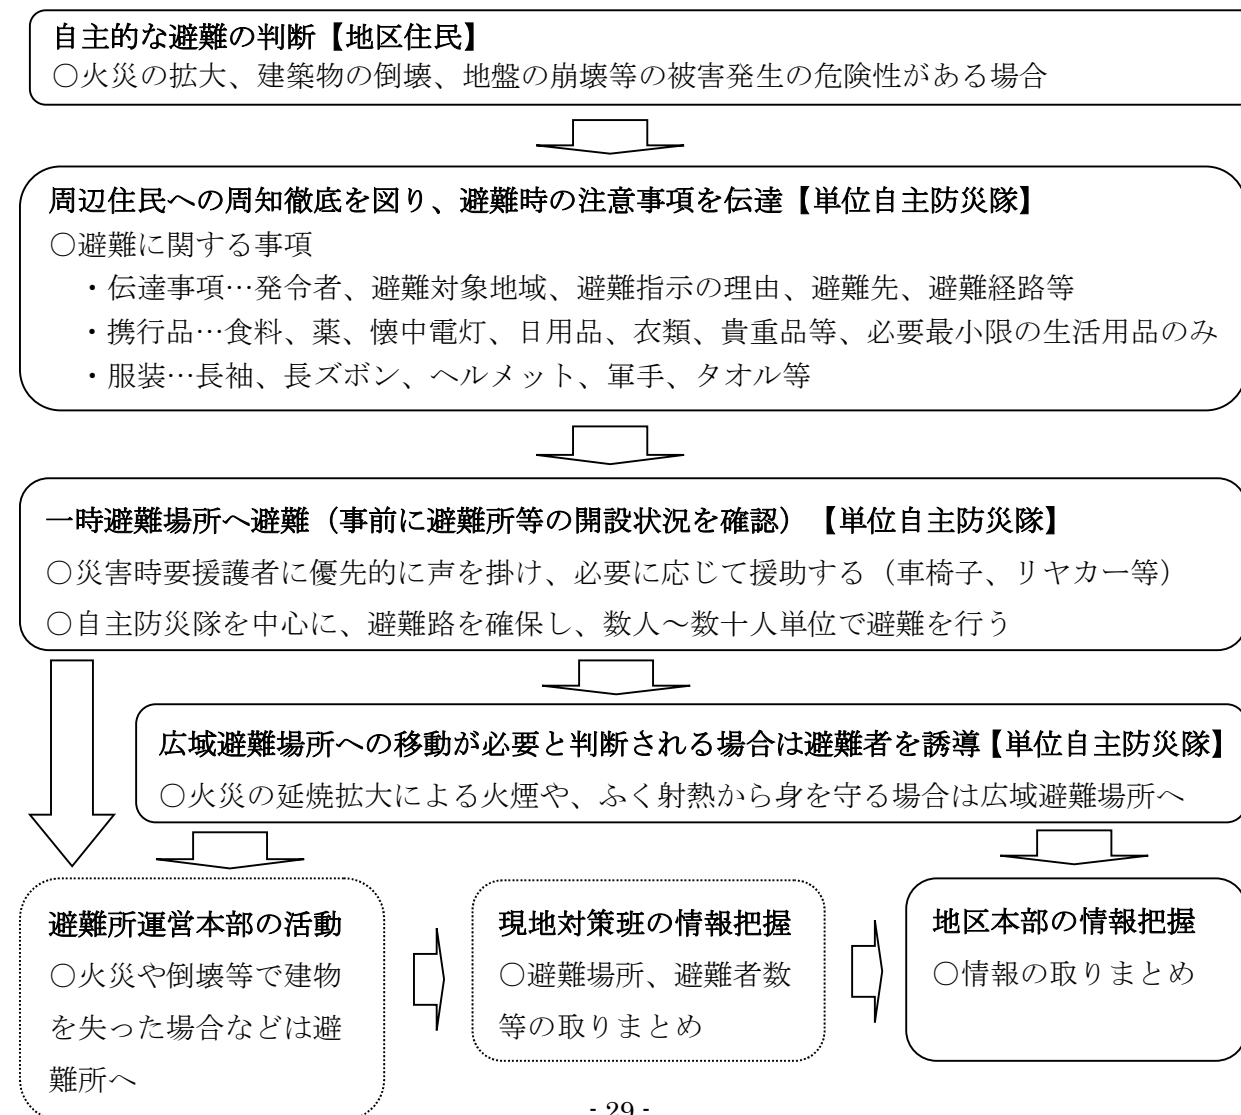 自主的な避難の判断【地区住民】
○火災の拡大、建築物の倒壊、地盤の崩壊等の被害発生の危険性がある場合
周辺住民への周知徹底を図り、避難時の注意事項を伝達【単位自主防災隊】
○避難に関する事項
・伝達事項…発令者、避難対象地域、避難指示の理由、避難先、避難経路等
・携行品…食料、薬、懐中電灯、日用品、衣類、貴重品等、必要最小限の生活用品のみ
・服装…長袖、長ズボン、ヘルメット、軍手、タオル等
一時避難場所へ避難（事前に避難所等の開設状況を確認）【単位自主防災隊】
○災害時要援護者に優先的に声を掛け、必要に応じて援助する（車椅子、リヤカー等）
○自主防災隊を中心に、避難路を確保し、数人～数十人単位で避難を行う
広域避難場所への移動が必要と判断される場合は避難者を誘導【単位自主防災隊】
○火災の延焼拡大による火煙や、ふく射熱から身を守る場合は広域避難場所へ
避難所運営本部の活動
○火災や倒壊等で建物
を失った場合などは避
難所へ
現地対策班の情報把握
○避難場所、避難者数
等の取りまとめ
地区本部の情報把握
○情報の取りまとめ
- 29 -